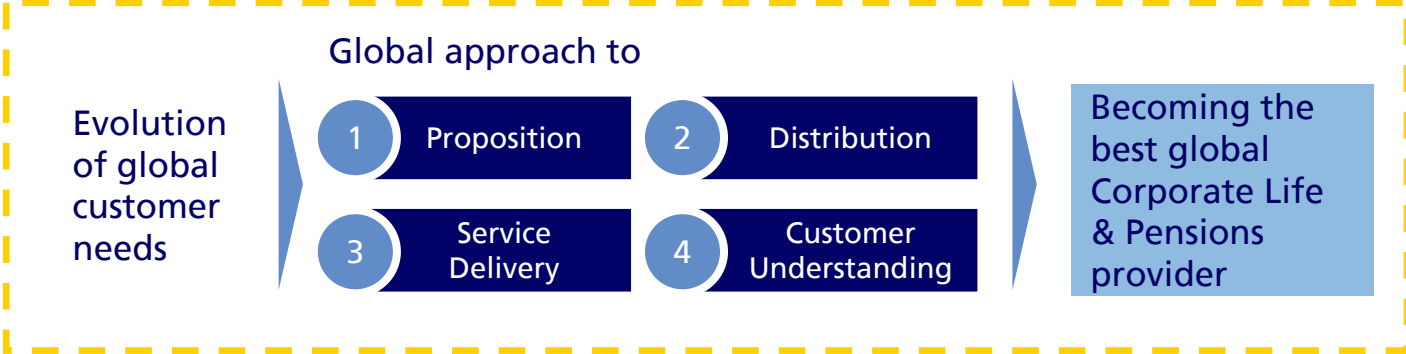 Global approach to
Evolution
of global
customer
needs
1
Proposition
2
Distribution
3
Service
Delivery
4
Customer
Understanding
Becoming the
best global
Corporate Life
& Pensions
provider